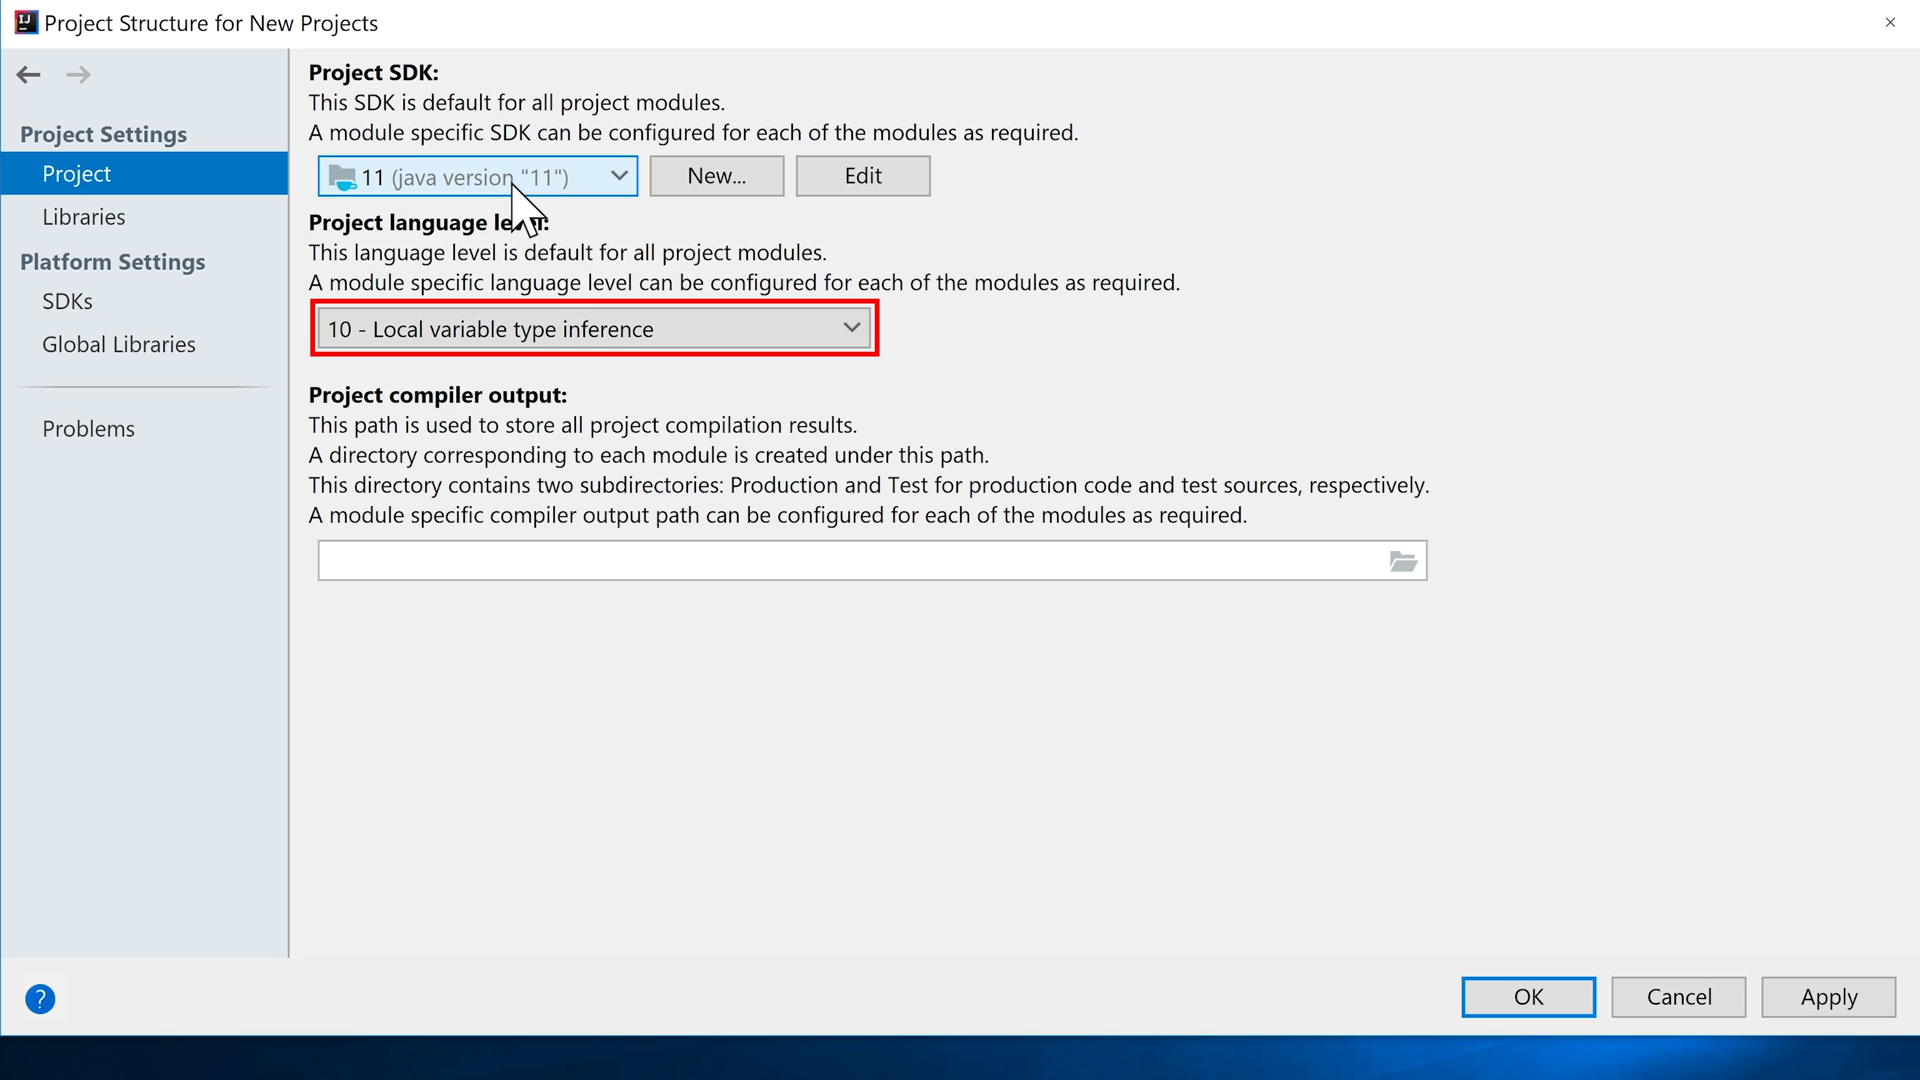 IJ
Project Structure for New Projects
Project Settings
Project
Libraries
Platform Settings
SDKs
Global Libraries
Problems
Project SDK:
This SDK is default for all project modules.
A module specific SDK can be configured for each of the modules as required.
11 (java version "11")
New...
Edit
Project language
This language level is default for all project modules.
A module specific language level can be configured for each of the modules as required.
10 - Local variable type inference
Project compiler output:
This path is used to store all project compilation results.
A directory corresponding to each module is created under this path.
This directory contains two subdirectories: Production and Test for production code and test sources, respectively.
A module specific compiler output path can be configured for each of the modules as required.
?
OK
Cancel
Apply